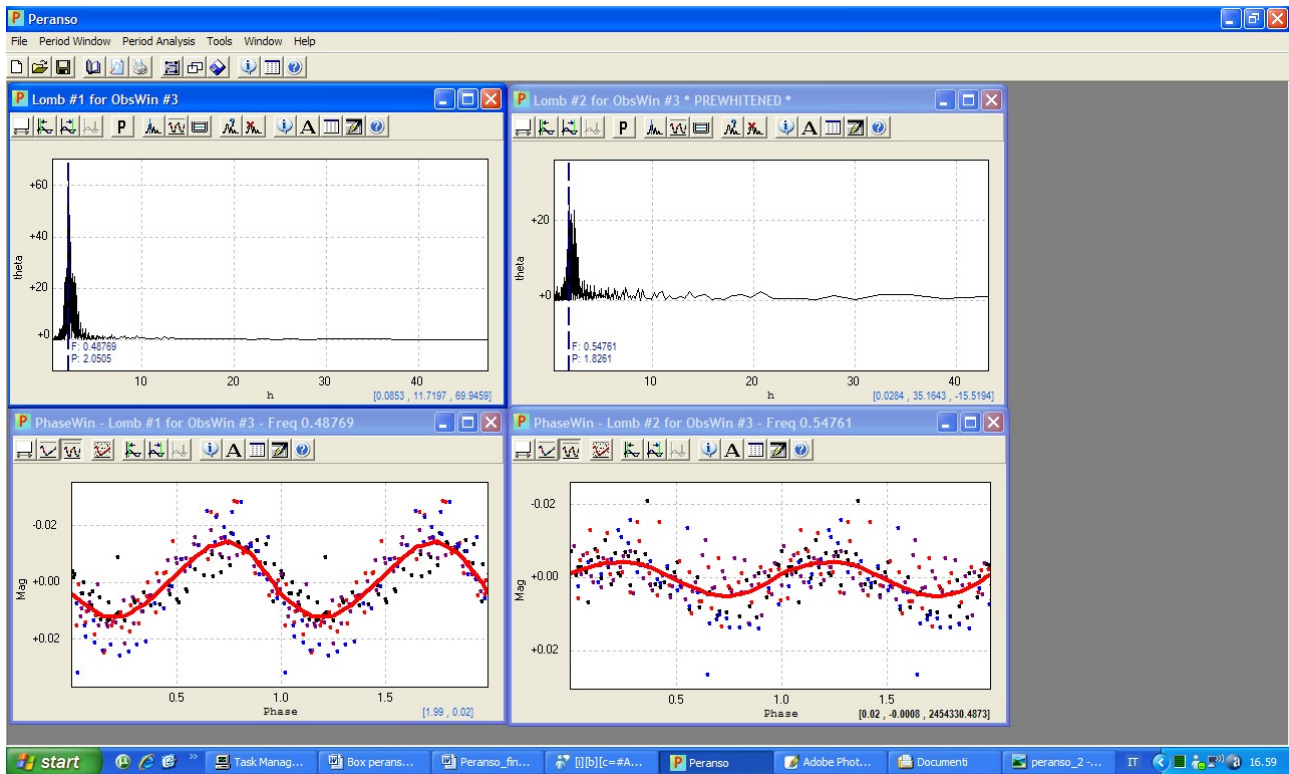 Peranso
File Period Window Period Analysis Tools Window Help
Lomb #1 for ObsWin #3
P
A
+60
+40
+20
+0
theta
F: 0.48769
P: 2.0505
10 20 30 40
h
[0.0853 , 11.7197 , 69.9459]
Lomb #2 for ObsWin #3 * PREWHITENED *
P
A
+20
+0
theta
F: 0.54761
P: 1.8261
10 20 30 40
h
[0.0284 , 35.1643 , -15.5194]
PhaseWin - Lomb #1 for ObsWin #3 - Freq 0.48769
A
-0.02
+0.00
+0.02
Mag
0.5 1.0 1.5
Phase
[1.99 , 0.02]
PhaseWin - Lomb #2 for ObsWin #3 - Freq 0.54761
A
-0.02
+0.00
+0.02
Mag
0.5 1.0 1.5
Phase
[0.02 , -0.0008 , 2454330.4873]
start
Task Manag...
Box perans...
Peranso_fin...
[i][b][c=#A...
Peranso
Adobe Phot...
Documenti
peranso_2 -...
IT
16.59